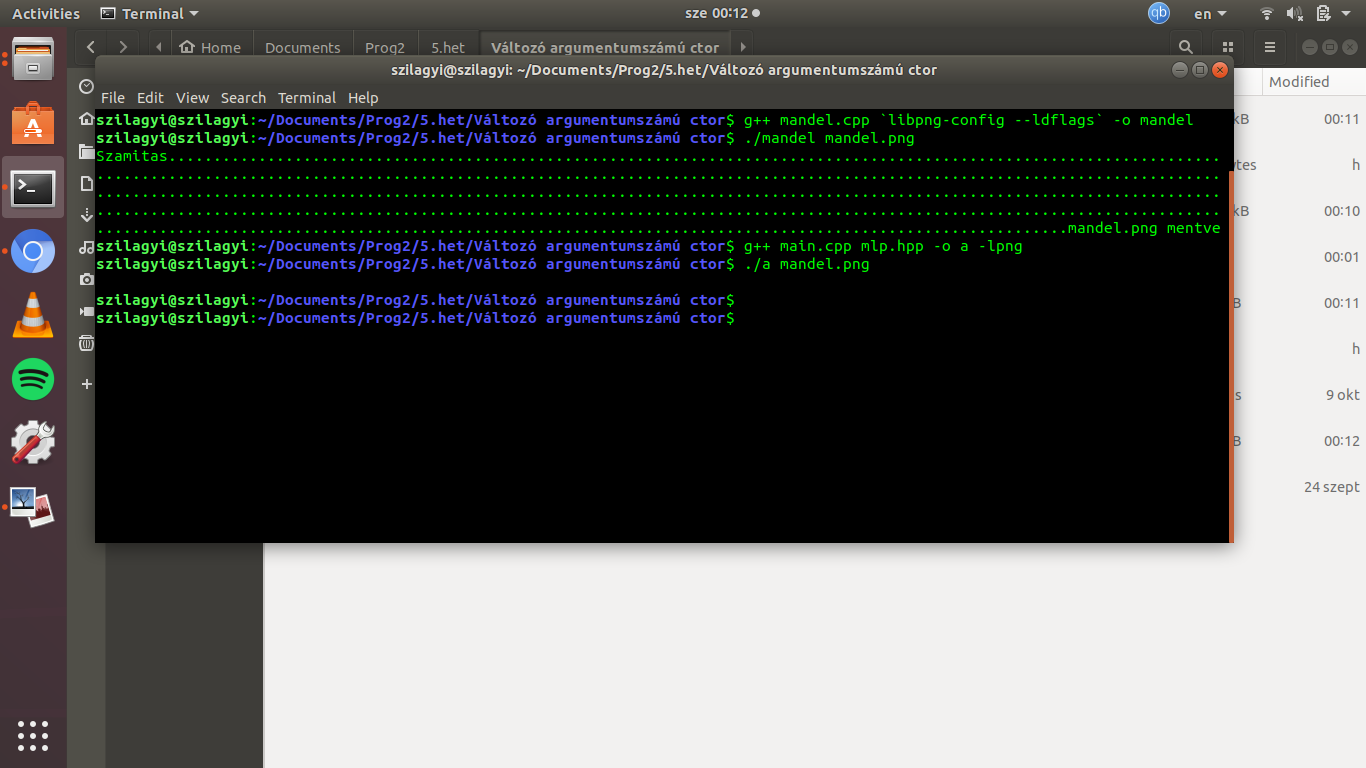 Activities Terminal sze 00:12 qb en
Home Documents Prog2 5.het Változó argumentumszámú ctor
szilagyi@szilagyi: ~/Documents/Prog2/5.het/Változó argumentumszámú ctor
File Edit View Search Terminal Help
Modified
szilagyi@szilagyi:~/Documents/Prog2/5.het/Változó argumentumszámú ctor$ g++ mandel.cpp `libpng-config --ldflags` -o mandel
szilagyi@szilagyi:~/Documents/Prog2/5.het/Változó argumentumszámú ctor$ ./mandel mandel.png
Szamitas.....................................................................................................................
.............................................................................................................................
.............................................................................................................................
.............................................................................................................................
............................................................................................................mandel.png mentve
szilagyi@szilagyi:~/Documents/Prog2/5.het/Változó argumentumszámú ctor$ g++ main.cpp mlp.hpp -o a -lpng
szilagyi@szilagyi:~/Documents/Prog2/5.het/Változó argumentumszámú ctor$ ./a mandel.png
szilagyi@szilagyi:~/Documents/Prog2/5.het/Változó argumentumszámú ctor$
szilagyi@szilagyi:~/Documents/Prog2/5.het/Változó argumentumszámú ctor$
kB 00:11
ytes h
kB 00:10
00:01
B 00:11
h
s 9 okt
B 00:12
24 szept